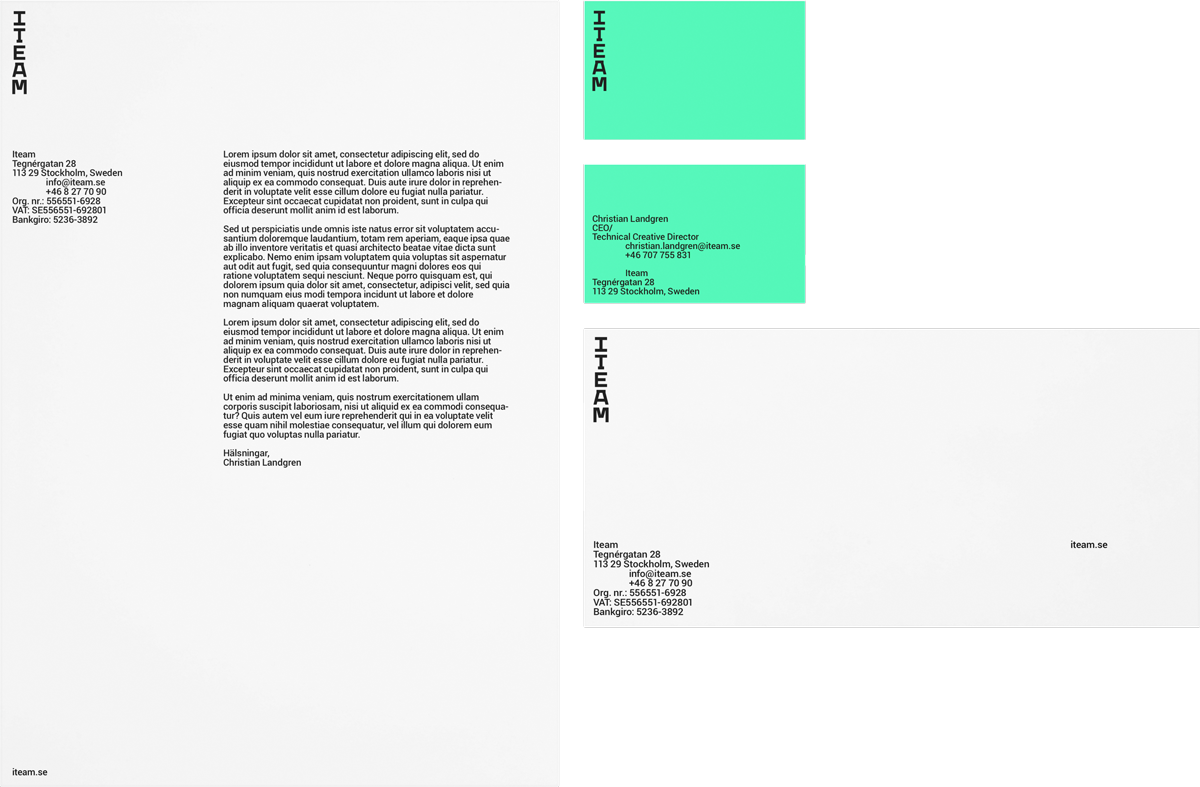 ITEAM
Iteam
Tegnérgatan 28
113 29 Stockholm, Sweden
info@iteam.se
+46 8 27 70 90
Org. nr.: 556551-6928
VAT: SE556551-692801
Bankgiro: 5236-3892
Lorem ipsum dolor sit amet, consectetur adipiscing elit, sed do
eiusmod tempor incididunt ut labore et dolore magna aliqua. Ut enim
ad minim veniam, quis nostrud exercitation ullamco laboris nisi ut
aliquip ex ea commodo consequat. Duis aute irure dolor in reprehen-
derit in voluptate velit esse cillum dolore eu fugiat nulla pariatur.
Excepteur sint occaecat cupidatat non proident, sunt in culpa qui
officia deserunt mollit anim id est laborum.
Sed ut perspiciatis unde omnis iste natus error sit voluptatem accu-
santium doloremque laudantium, totam rem aperiam, eaque ipsa quae
ab illo inventore veritatis et quasi architecto beatae vitae dicta sunt
explicabo. Nemo enim ipsam voluptatem quia voluptas sit aspernatur
aut odit aut fugit, sed quia consequuntur magni dolores eos qui
ratione voluptatem sequi nesciunt. Neque porro quisquam est, qui
dolorem ipsum quia dolor sit amet, consectetur, adipisci velit, sed quia
non numquam eius modi tempora incidunt ut labore et dolore
magnam aliquam quaerat voluptatem.
Lorem ipsum dolor sit amet, consectetur adipiscing elit, sed do
eiusmod tempor incididunt ut labore et dolore magna aliqua. Ut enim
ad minim veniam, quis nostrud exercitation ullamco laboris nisi ut
aliquip ex ea commodo consequat. Duis aute irure dolor in reprehen-
derit in voluptate velit esse cillum dolore eu fugiat nulla pariatur.
Excepteur sint occaecat cupidatat non proident, sunt in culpa qui
officia deserunt mollit anim id est laborum.
Ut enim ad minima veniam, quis nostrum exercitationem ullam
corporis suscipit laboriosam, nisi ut aliquid ex ea commodi consequa-
tur? Quis autem vel eum iure reprehenderit qui in ea voluptate velit
esse quam nihil molestiae consequatur, vel illum qui dolorem eum
fugiat quo voluptas nulla pariatur.
Hälsningar,
Christian Landgren
iteam.se
ITEAM
Christian Landgren
CEO/
Technical Creative Director
christian.landgren@iteam.se
+46 707 755 831
Iteam
Tegnérgatan 28
113 29 Stockholm, Sweden
ITEAM
Iteam
Tegnérgatan 28
113 29 Stockholm, Sweden
info@iteam.se
+46 8 27 70 90
Org. nr.: 556551-6928
VAT: SE556551-692801
Bankgiro: 5236-3892
iteam.se